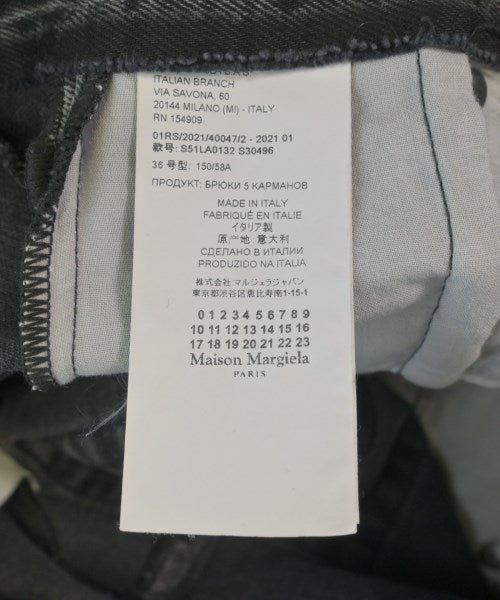 ITALIAN BRANCH
VIA SAVONA, 60
20144 MILANO (MI) - ITALY
RN 154909
01RS/2021/40047/2 - 2021 01
款号: S51LA0132 S30496
36 号型: 150/58A
ПРОДУКТ: БРЮКИ 5 КАРМАНОВ
MADE IN ITALY
FABRIQUÉ EN ITALIE
イタリア製
原产地: 意大利
СДЕЛАНО В ИТАЛИИ
PRODUZIDO NA ITALIA
株式会社 マルジェラジャパン
東京都渋谷区恵比寿南1-15-1
0 1 2 3 4 5 6 7 8 9
10 11 12 13 14 15 16
17 18 19 20 21 22 23
Maison Margiela
PARIS